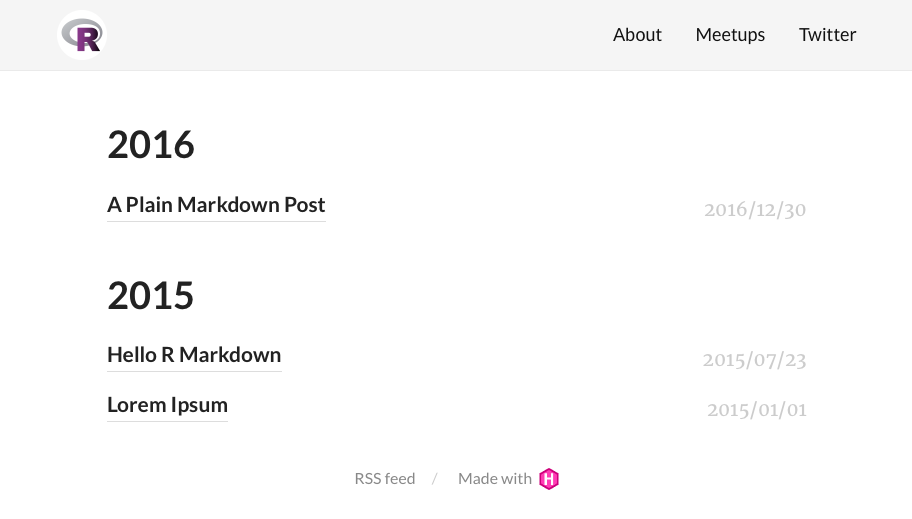 R
About Meetups Twitter
2016
A Plain Markdown Post 2016/12/30
2015
Hello R Markdown 2015/07/23
Lorem Ipsum 2015/01/01
RSS feed / Made with H